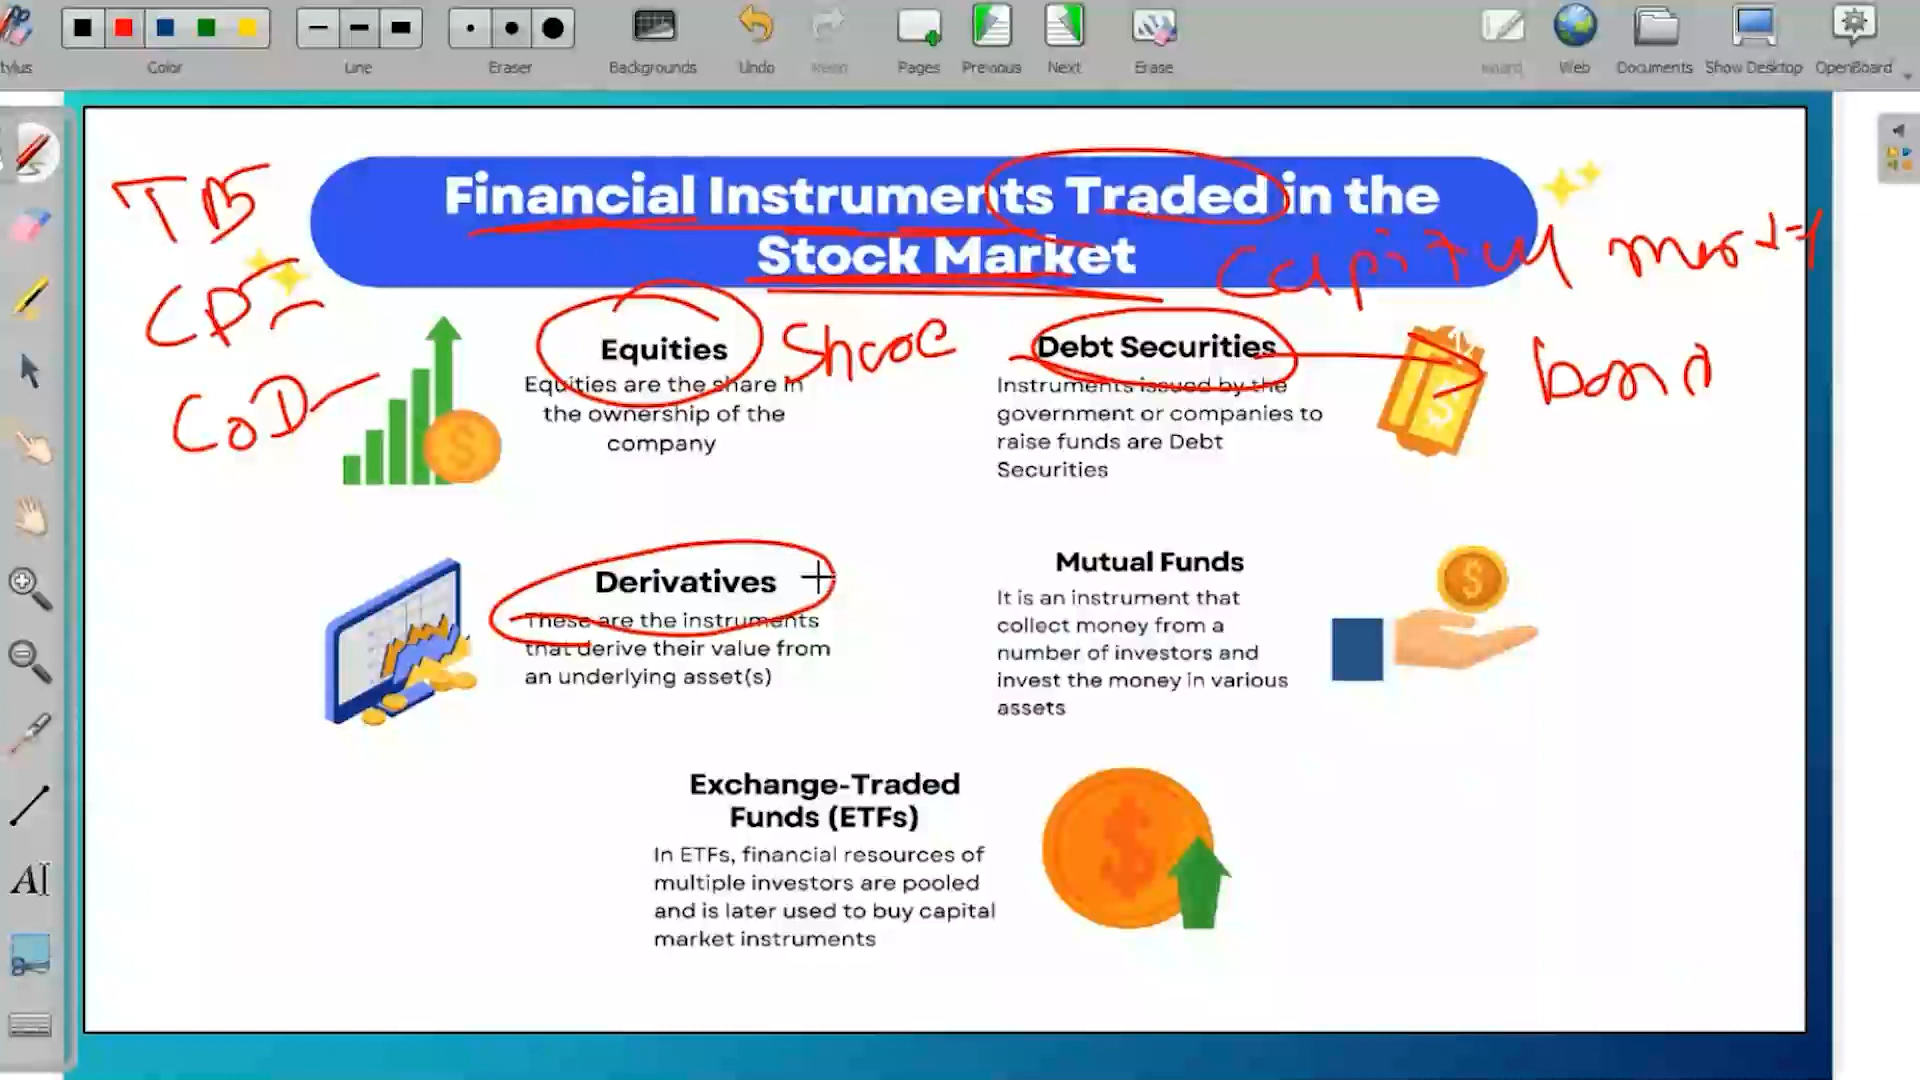 tylus
Color
Line
Eraser
Backgrounds
Undo
Redo
Pages
Previous
Next
Erase
Board
Web
Documents
Show Desktop
OpenBoard
Financial Instruments Traded in the
Stock Market
TB
CP
CoD
Capital
Equities
Share
Equities are the share in
the ownership of the
company
Debt Securities
bond
Instruments issued by the
government or companies to
raise funds are Debt
Securities
Derivatives
These are the instruments
that derive their value from
an underlying asset(s)
Mutual Funds
It is an instrument that
collect money from a
number of investors and
invest the money in various
assets
Exchange-Traded
Funds (ETFs)
In ETFs, financial resources of
multiple investors are pooled
and is later used to buy capital
market instruments
AI